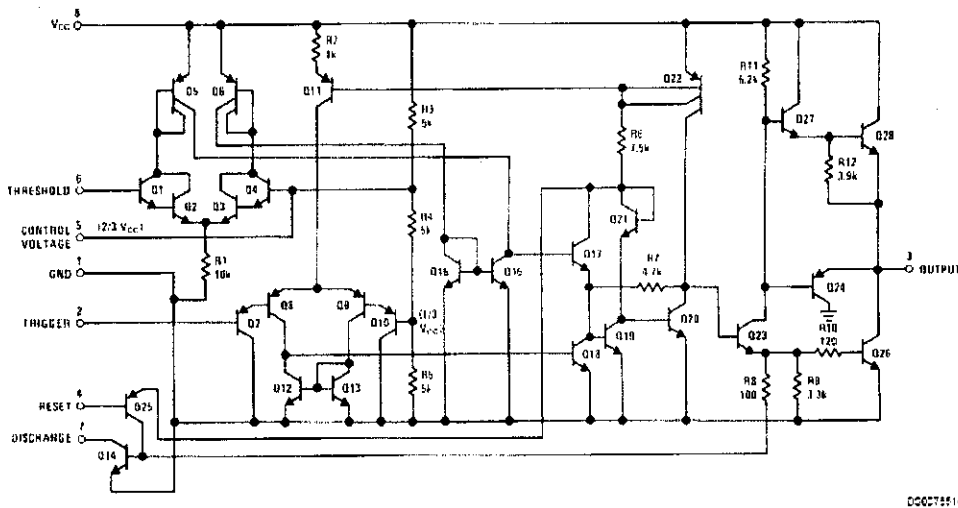 8
VCC
R2
1k
Q5
Q6
Q11
Q22
R11
6.2k
Q27
Q28
R3
5k
R6
7.5k
R12
3.9k
6
THRESHOLD
Q1
Q2
Q3
Q4
5
CONTROL
VOLTAGE
(2/3 VCC)
R4
5k
Q21
R1
10k
1
GND
Q16
Q17
R7
4.7k
3
OUTPUT
Q24
2
TRIGGER
Q7
Q8
Q9
Q10
(1/3
VCC)
Q18
Q19
Q20
Q23
R10
120
Q26
Q12
Q13
R5
5k
R8
100
R9
3.3k
4
RESET
Q25
7
DISCHARGE
Q14